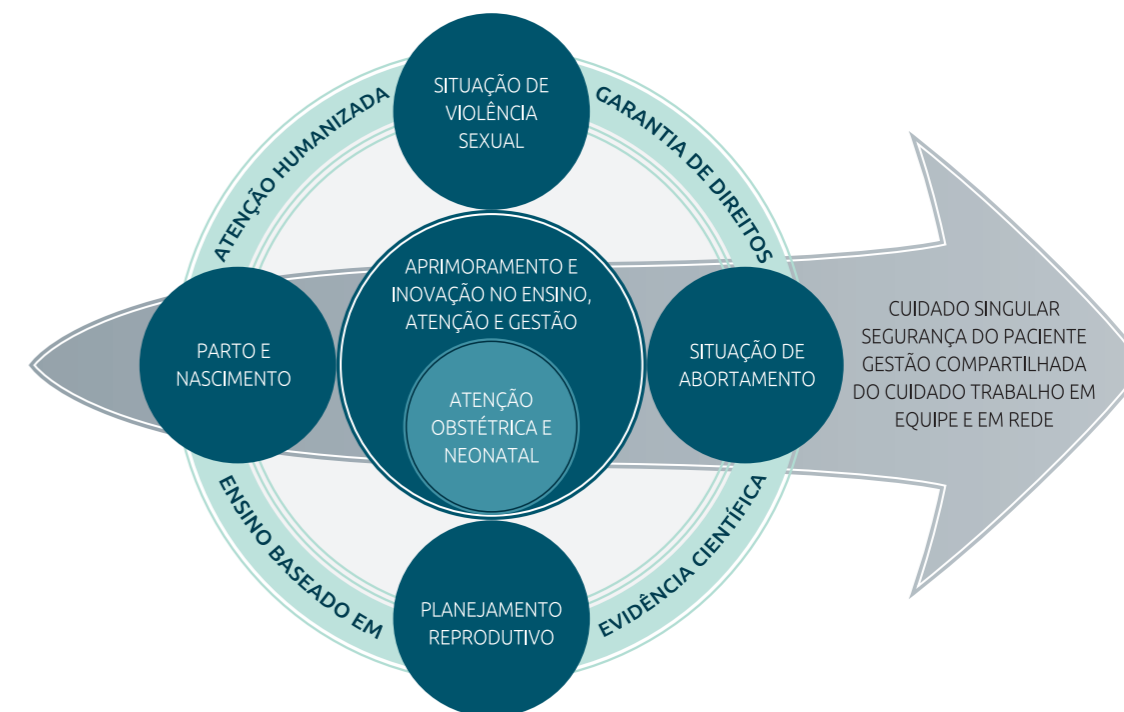 SITUAÇÃO DE
VIOLÊNCIA
SEXUAL
ATENÇÃO HUMANIZADA
GARANTIA DE DIREITOS
APRIMORAMENTO E
INOVAÇÃO NO ENSINO,
ATENÇÃO E GESTÃO
PARTO E
NASCIMENTO
ATENÇÃO
OBSTÉTRICA E
NEONATAL
SITUAÇÃO DE
ABORTAMENTO
CUIDADO SINGULAR
SEGURANÇA DO PACIENTE
GESTÃO COMPARTILHADA
DO CUIDADO TRABALHO EM
EQUIPE E EM REDE
ENSINO BASEADO EM
EVIDÊNCIA CIENTÍFICA
PLANEJAMENTO
REPRODUTIVO